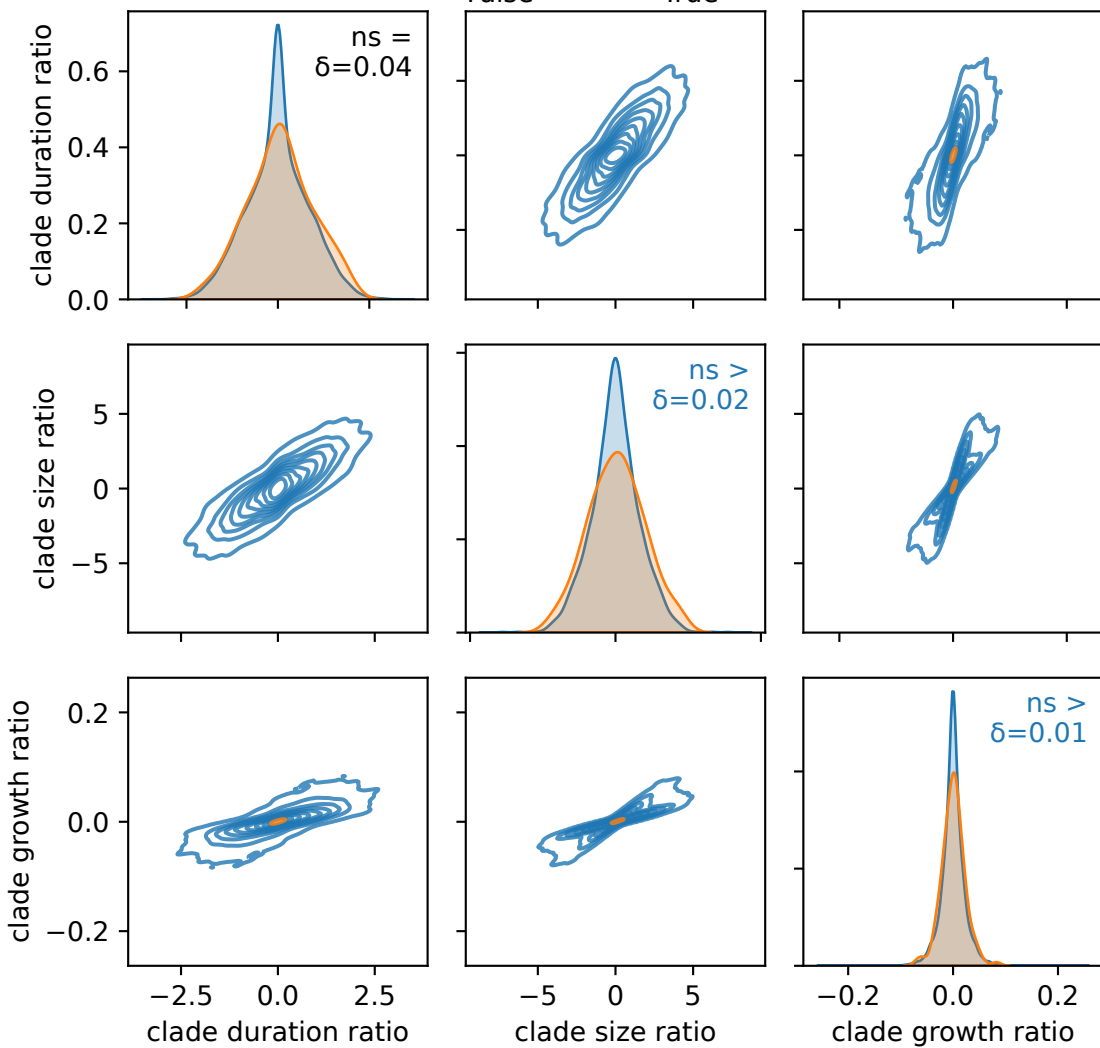 clade duration ratio
0.6
0.4
0.2
0.0
ns =
δ=0.04
clade size ratio
5
0
−5
ns >
δ=0.02
clade growth ratio
0.2
0.0
−0.2
ns >
δ=0.01
−2.5 0.0 2.5
−5 0 5
−0.2 0.0 0.2
clade duration ratio
clade size ratio
clade growth ratio